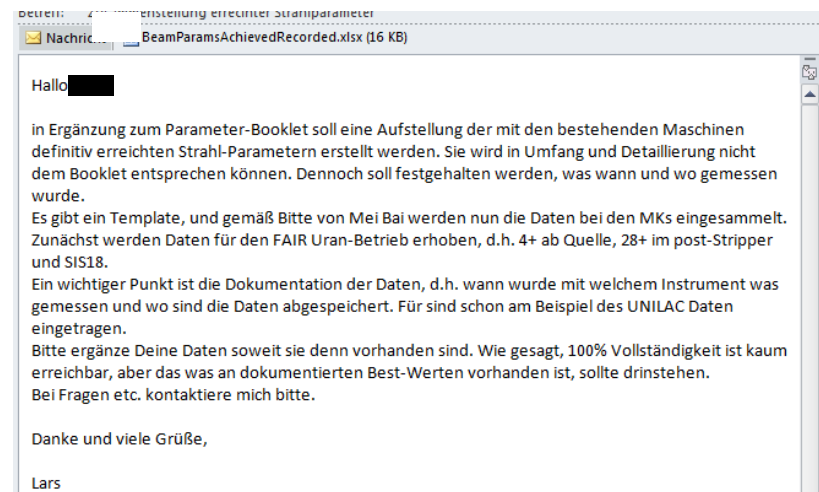 Betreff: enstellung erreichter Strahlparameter
BeamParamsAchievedRecorded.xlsx (16 KB)
Hallo
in Ergänzung zum Parameter-Booklet soll eine Aufstellung der mit den bestehenden Maschinen
definitiv erreichten Strahl-Parametern erstellt werden. Sie wird in Umfang und Detaillierung nicht
dem Booklet entsprechen können. Dennoch soll festgehalten werden, was wann und wo gemessen
wurde.
Es gibt ein Template, und gemäß Bitte von Mei Bai werden nun die Daten bei den MKs eingesammelt.
Zunächst werden Daten für den FAIR Uran-Betrieb erhoben, d.h. 4+ ab Quelle, 28+ im post-Stripper
und SIS18.
Ein wichtiger Punkt ist die Dokumentation der Daten, d.h. wann wurde mit welchem Instrument was
gemessen und wo sind die Daten abgespeichert. Für sind schon am Beispiel des UNILAC Daten
eingetragen.
Bitte ergänze Deine Daten soweit sie denn vorhanden sind. Wie gesagt, 100% Vollständigkeit ist kaum
erreichbar, aber das was an dokumentierten Best-Werten vorhanden ist, sollte drinstehen.
Bei Fragen etc. kontaktiere mich bitte.
Danke und viele Grüße,
Lars